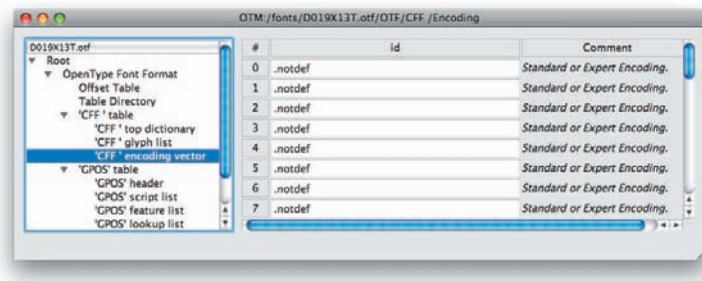 OTM:/fonts/D019X13T.otf/OTF/CFF /Encoding
D019X13T.otf
Root
OpenType Font Format
Offset Table
Table Directory
'CFF ' table
'CFF ' top dictionary
'CFF ' glyph list
'CFF ' encoding vector
'GPOS' table
'GPOS' header
'GPOS' script list
'GPOS' feature list
'GPOS' lookup list
# id Comment
0 .notdef Standard or Expert Encoding.
1 .notdef Standard or Expert Encoding.
2 .notdef Standard or Expert Encoding.
3 .notdef Standard or Expert Encoding.
4 .notdef Standard or Expert Encoding.
5 .notdef Standard or Expert Encoding.
6 .notdef Standard or Expert Encoding.
7 .notdef Standard or Expert Encoding.